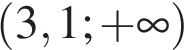 (3, 1; +∞)